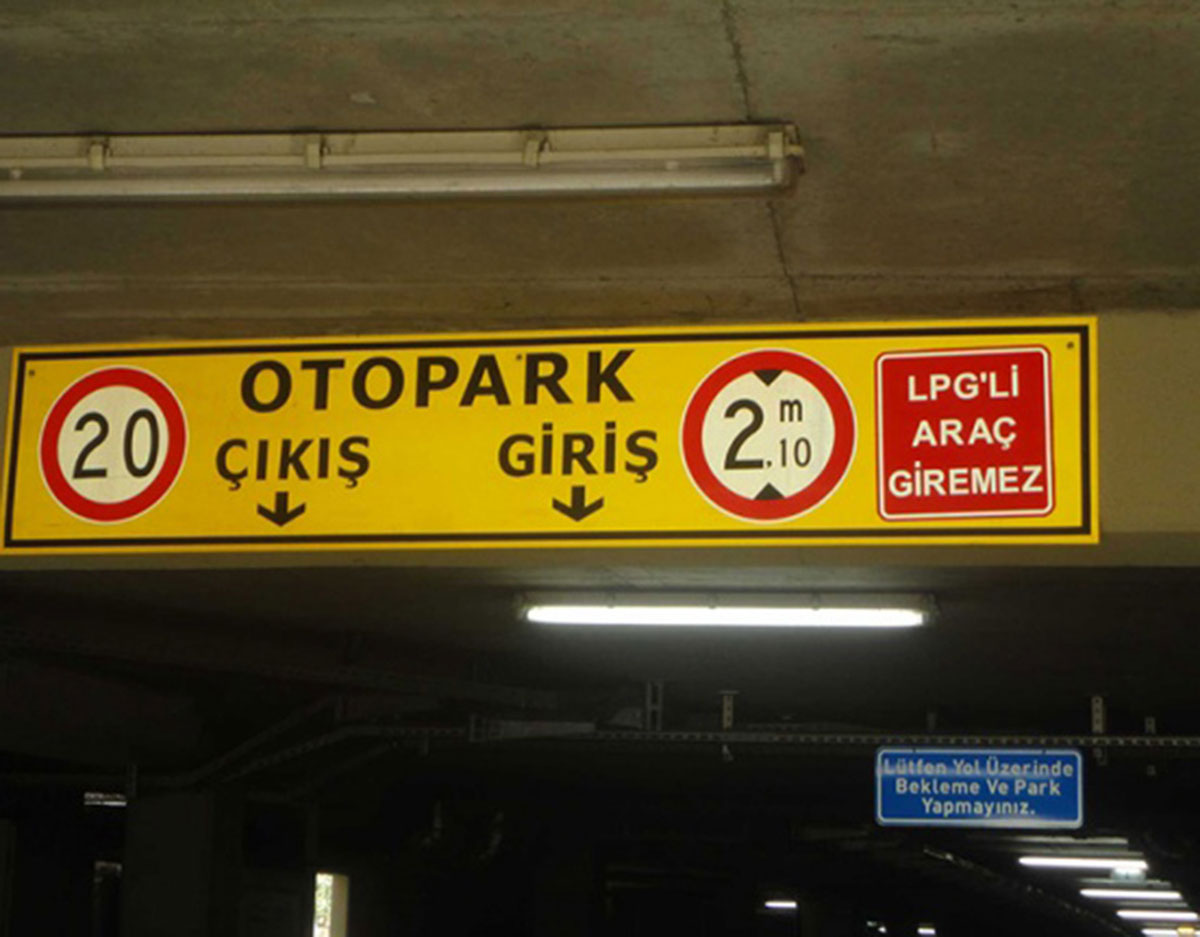 20
OTOPARK
ÇIKIŞ
GİRİŞ
2 m .10
LPG'Lİ
ARAÇ
GİREMEZ
Lütfen Yol Üzerinde
Bekleme Ve Park
Yapmayınız.